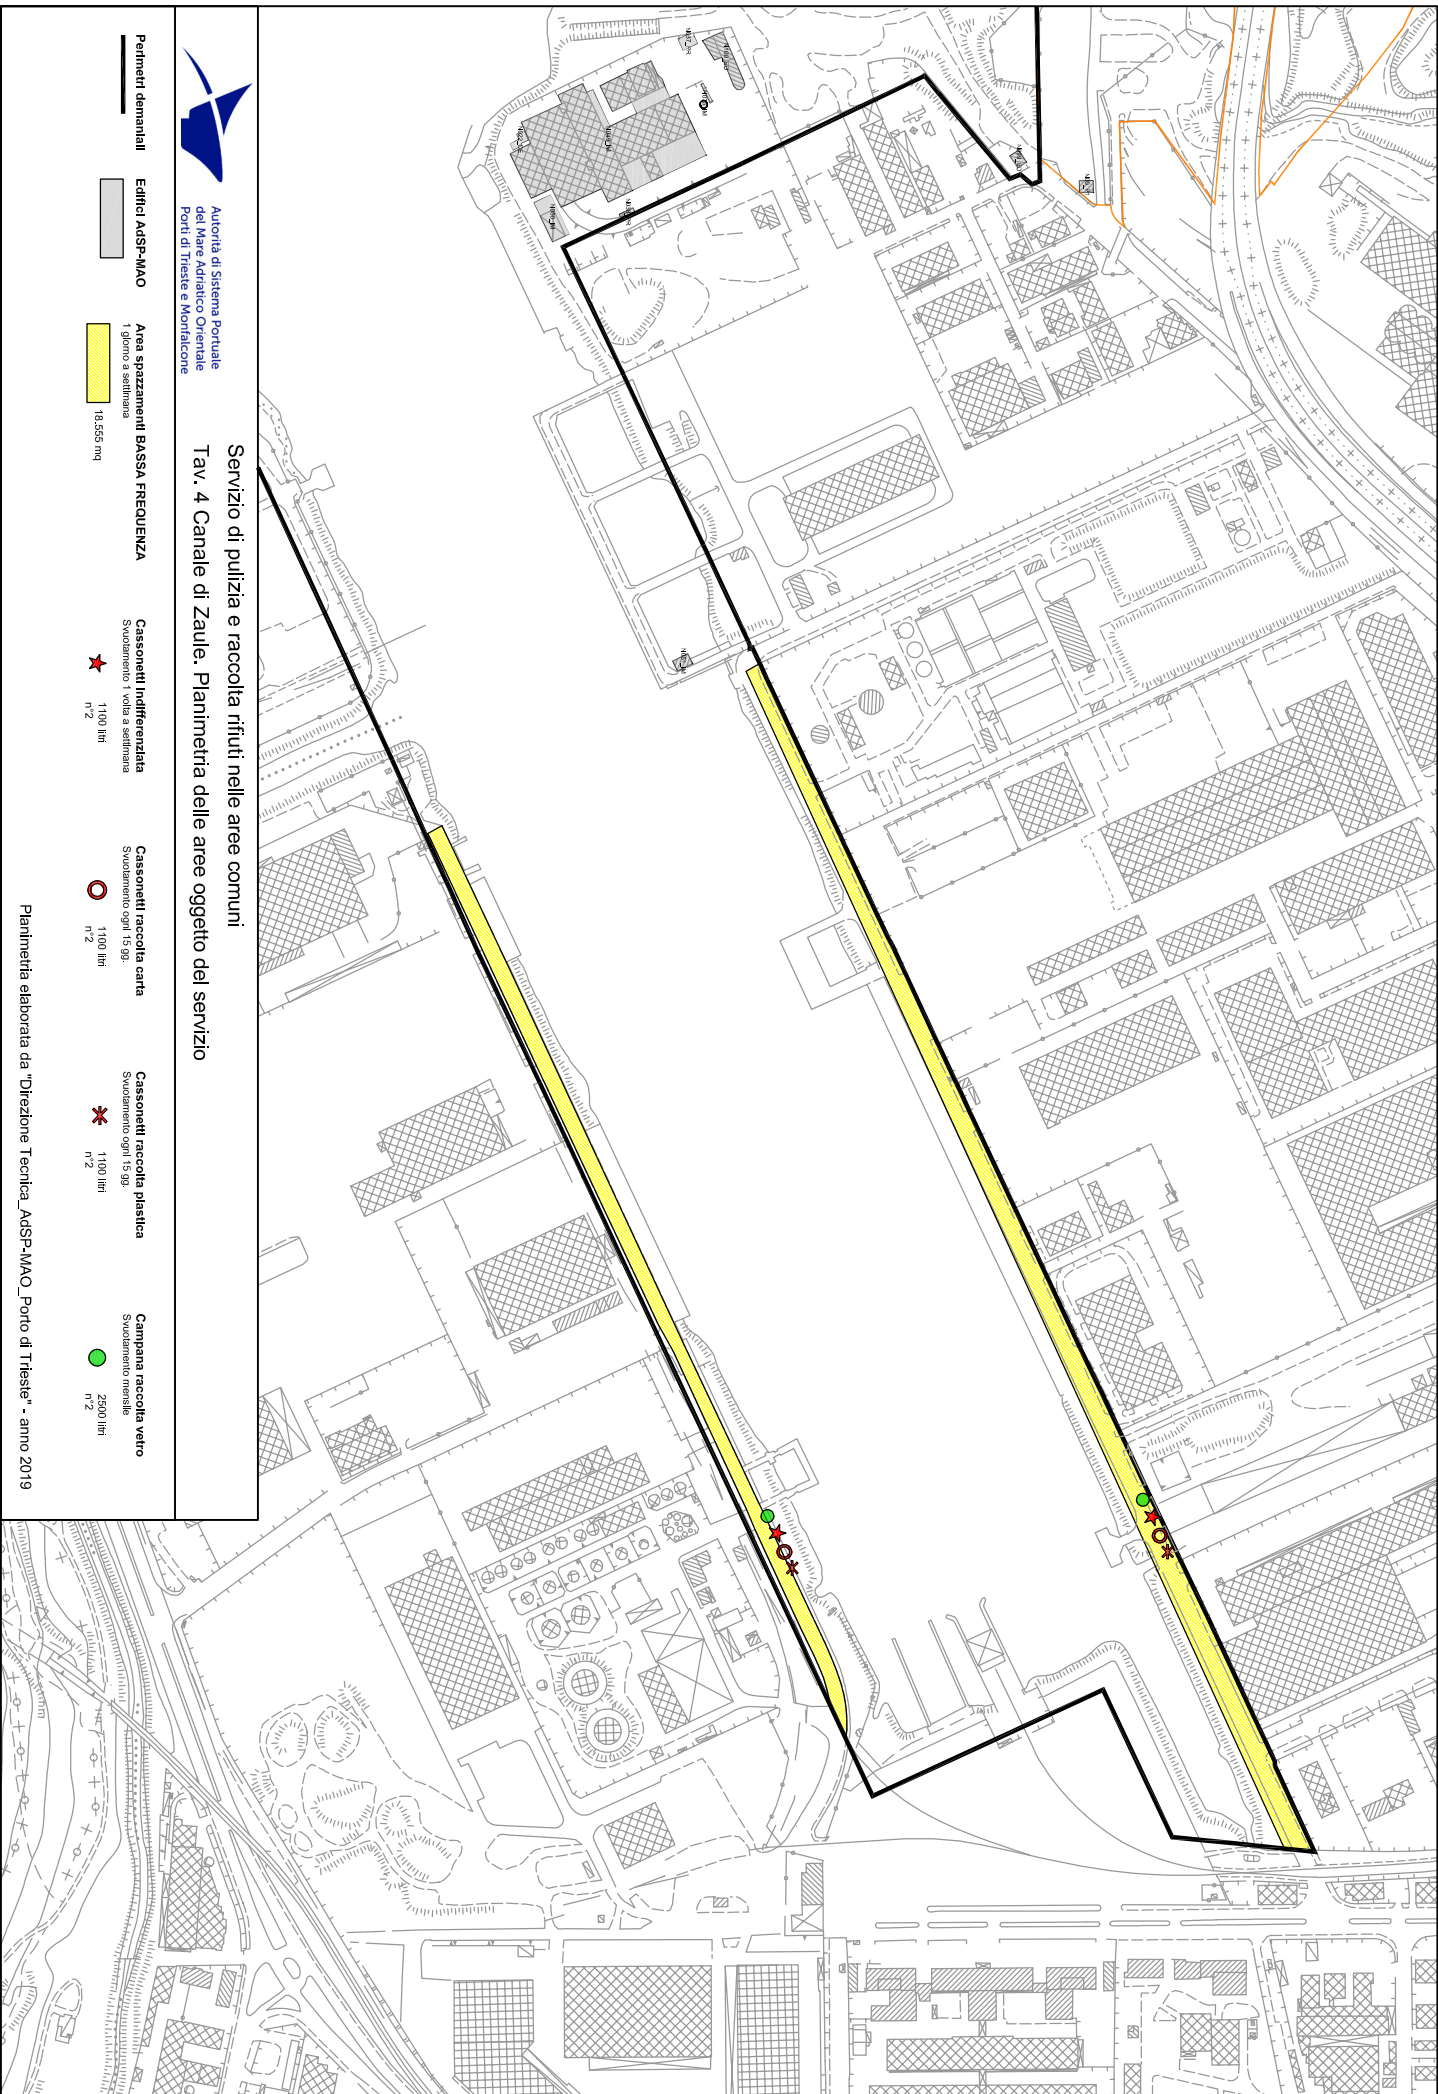 Autorità di Sistema Portuale
del Mare Adriatico Orientale
Porti di Trieste e Monfalcone
Servizio di pulizia e raccolta rifiuti nelle aree comuni
Tav. 4 Canale di Zaule. Planimetria delle aree oggetto del servizio
Perimetri demaniali
Edifici AdSP-MAO
Area spazzamenti BASSA FREQUENZA
1 giorno a settimana
18.555 mq
Cassonetti indifferenziata
Svuotamento 1 volta a settimana
1100 litri
n°2
Cassonetti raccolta carta
Svuotamento ogni 15 gg.
1100 litri
n°2
Cassonetti raccolta plastica
Svuotamento ogni 15 gg.
1100 litri
n°2
Campana raccolta vetro
Svuotamento mensile
2500 litri
n°2
Planimetria elaborata da "Direzione Tecnica_AdSP-MAO_Porto di Trieste" - anno 2019